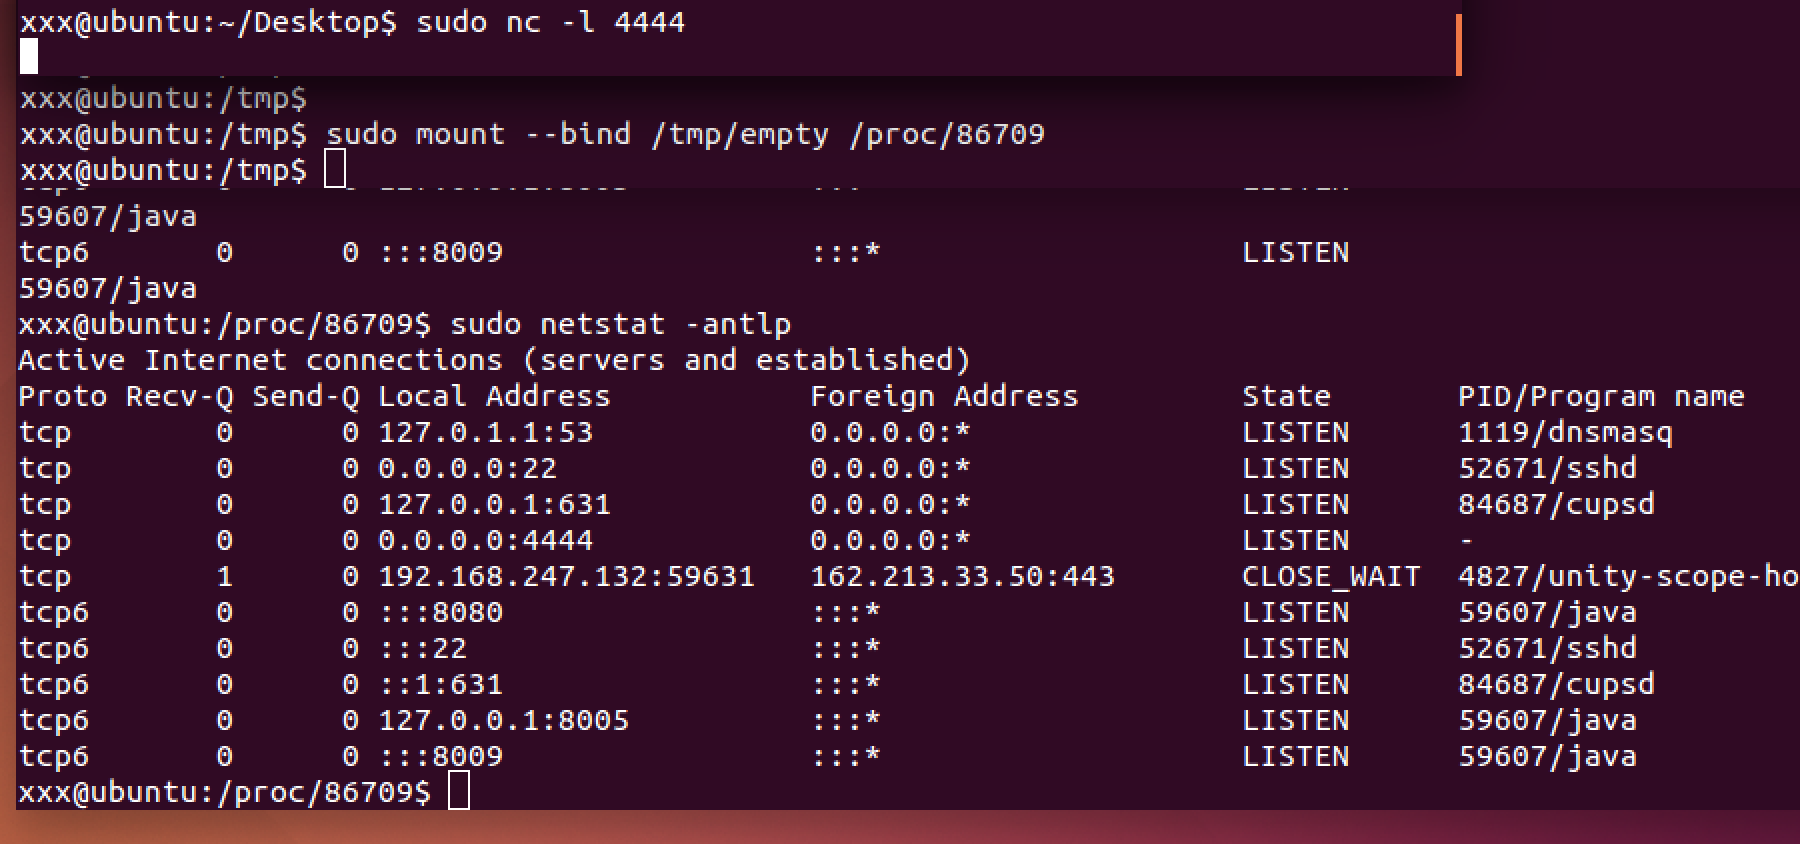 xxx@ubuntu:~/Desktop$ sudo nc -l 4444
xxx@ubuntu:/tmp$
xxx@ubuntu:/tmp$ sudo mount --bind /tmp/empty /proc/86709
xxx@ubuntu:/tmp$
59607/java
tcp6       0      0 :::8009                 :::*                    LISTEN
59607/java
xxx@ubuntu:/proc/86709$ sudo netstat -antlp
Active Internet connections (servers and established)
Proto Recv-Q Send-Q Local Address           Foreign Address         State       PID/Program name
tcp        0      0 127.0.1.1:53            0.0.0.0:*               LISTEN      1119/dnsmasq
tcp        0      0 0.0.0.0:22              0.0.0.0:*               LISTEN      52671/sshd
tcp        0      0 127.0.0.1:631           0.0.0.0:*               LISTEN      84687/cupsd
tcp        0      0 0.0.0.0:4444            0.0.0.0:*               LISTEN      -
tcp        1      0 192.168.247.132:59631   162.213.33.50:443       CLOSE_WAIT  4827/unity-scope-ho
tcp6       0      0 :::8080                 :::*                    LISTEN      59607/java
tcp6       0      0 :::22                   :::*                    LISTEN      52671/sshd
tcp6       0      0 ::1:631                 :::*                    LISTEN      84687/cupsd
tcp6       0      0 127.0.0.1:8005          :::*                    LISTEN      59607/java
tcp6       0      0 :::8009                 :::*                    LISTEN      59607/java
xxx@ubuntu:/proc/86709$